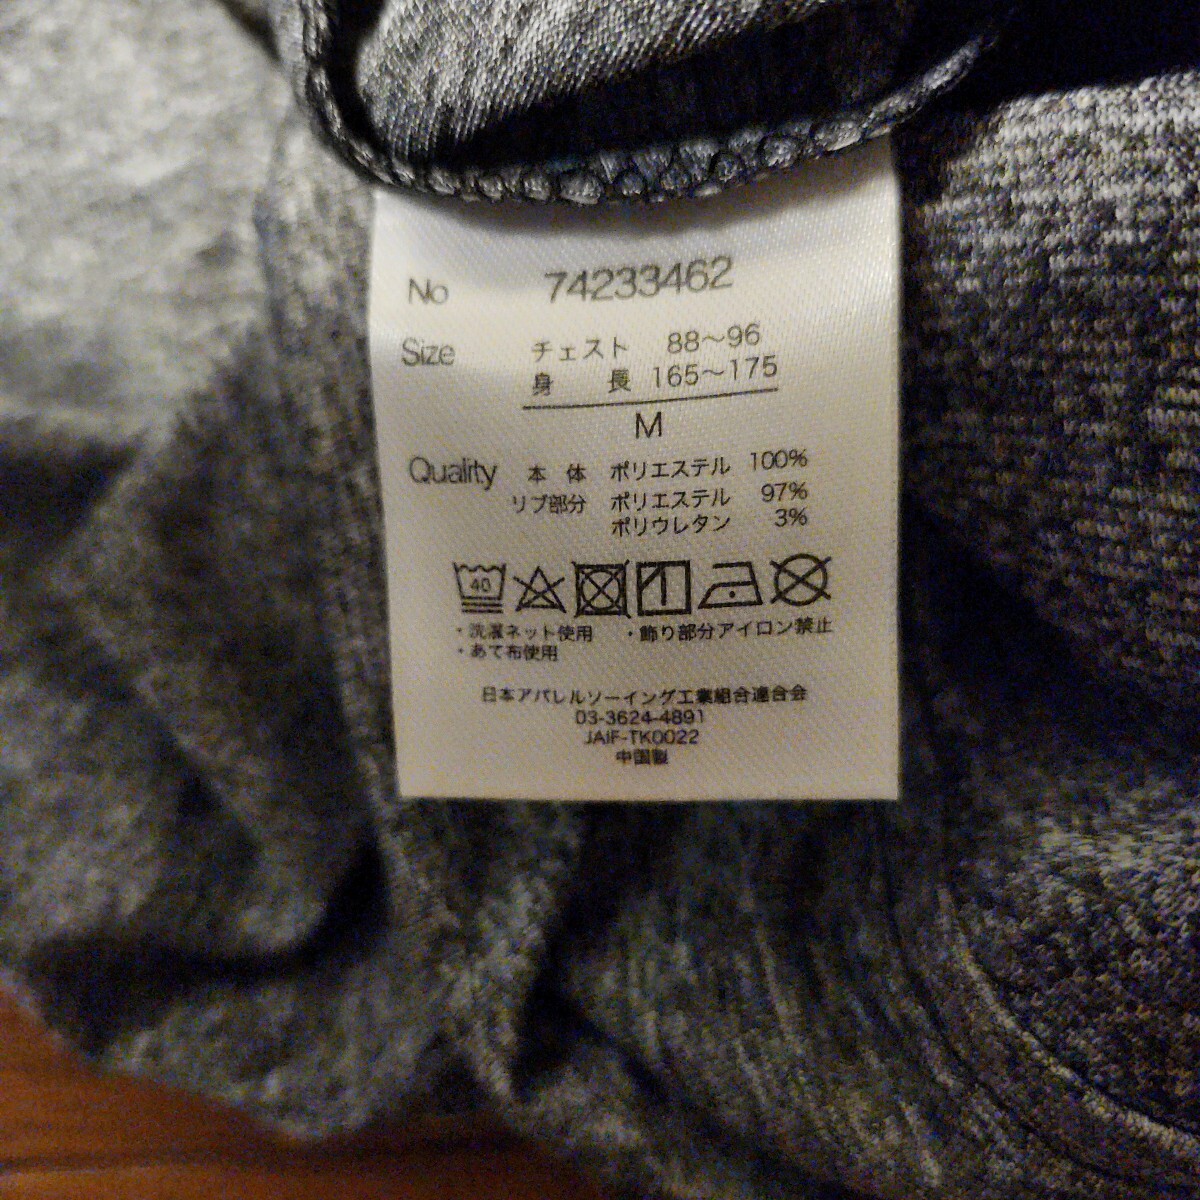 No 74233462
Size チェスト 88〜96
身長 165〜175
M
Quality 本体 ポリエステル 100%
リブ部分 ポリエステル 97%
ポリウレタン 3%
40
・洗濯ネット使用 ・飾り部分アイロン禁止
・あて布使用
日本アパレルソーイング工業組合連合会
03-3624-4891
JAIF-TK0022
中国製